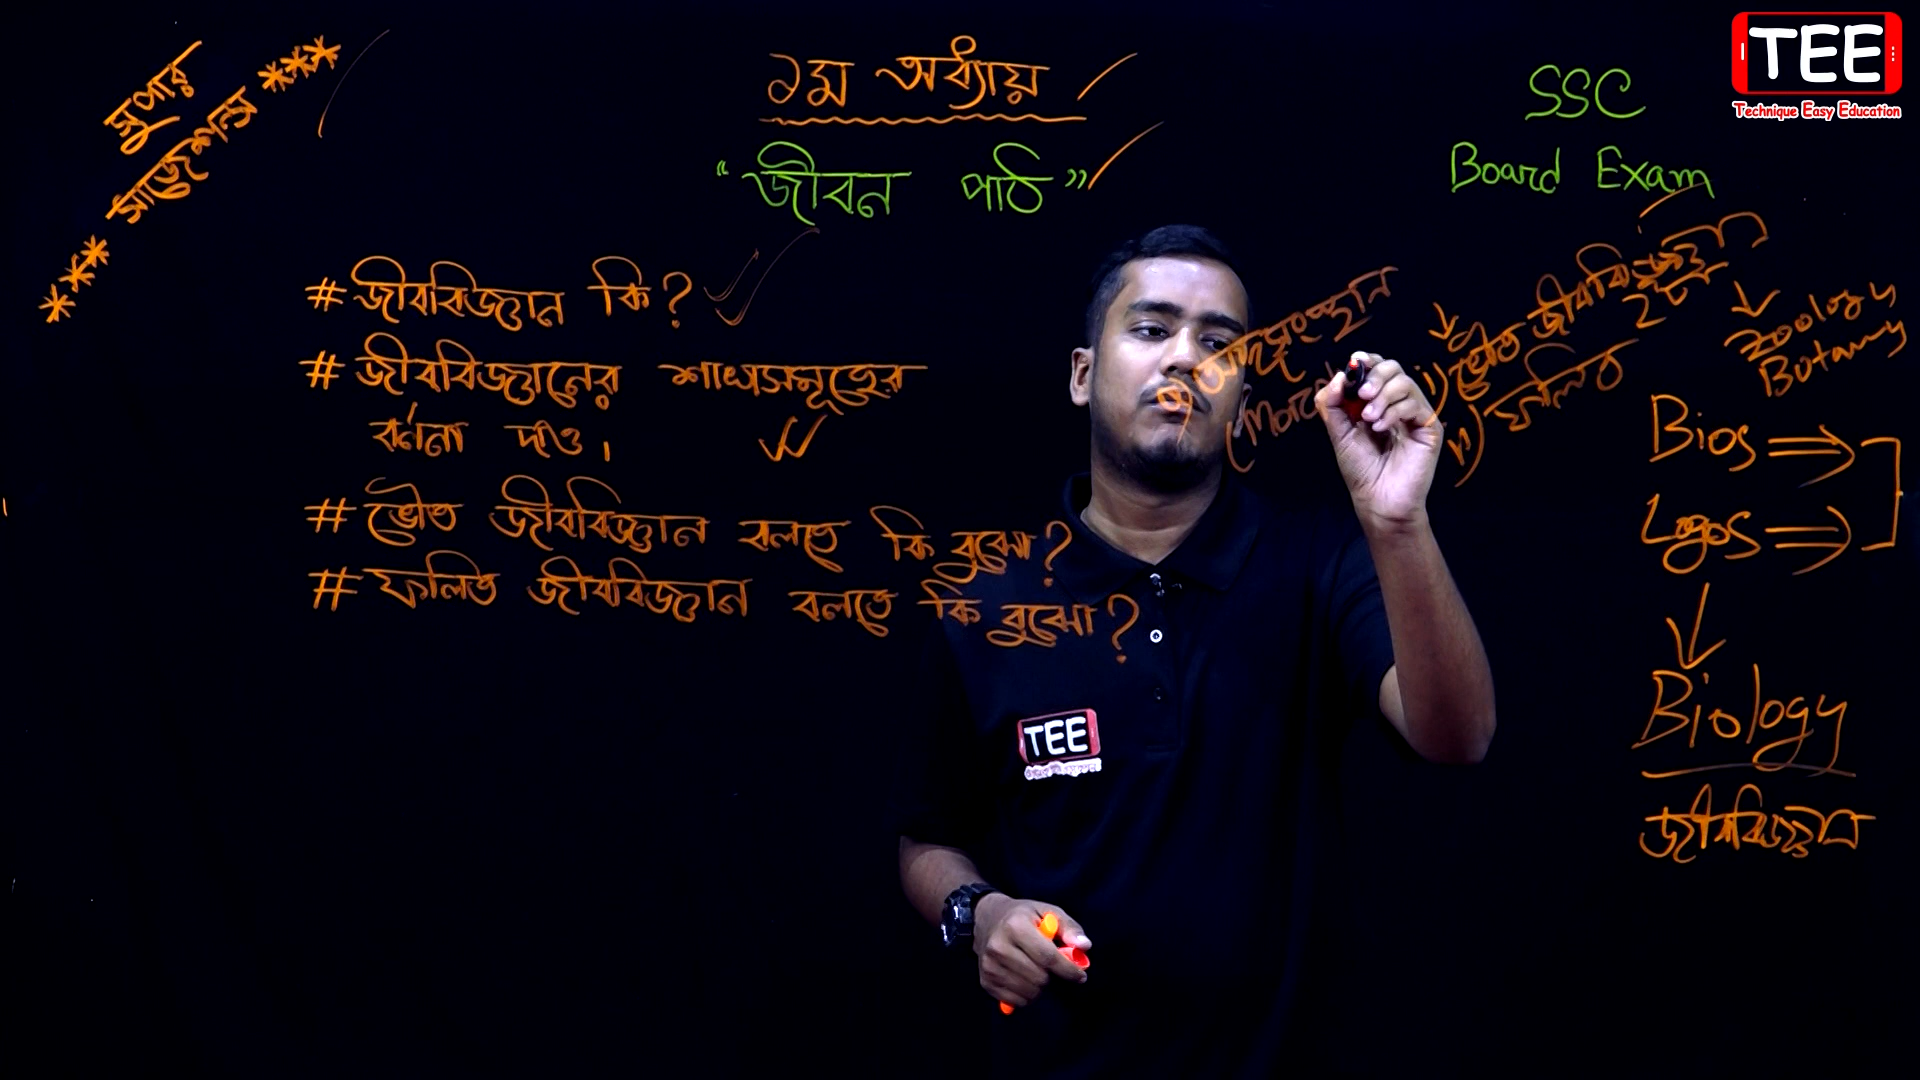 সুপার
*** সাজেশন্স ***
১ম অধ্যায়
"জীবন পাঠ"
SSC
Board Exam
TEE
Technique Easy Education
# জীববিজ্ঞান কি?
# জীববিজ্ঞানের শাখাসমূহের
বর্ণনা দাও।
# ভৌত জীববিজ্ঞান বলতে কি বুঝো?
# ফলিত জীববিজ্ঞান বলতে কি বুঝো?
i) ভৌত জীববিজ্ঞান
ii) ফলিত
Zoology
Botany
Bios ⇒
Logos ⇒
Biology
জীববিজ্ঞান
TEE